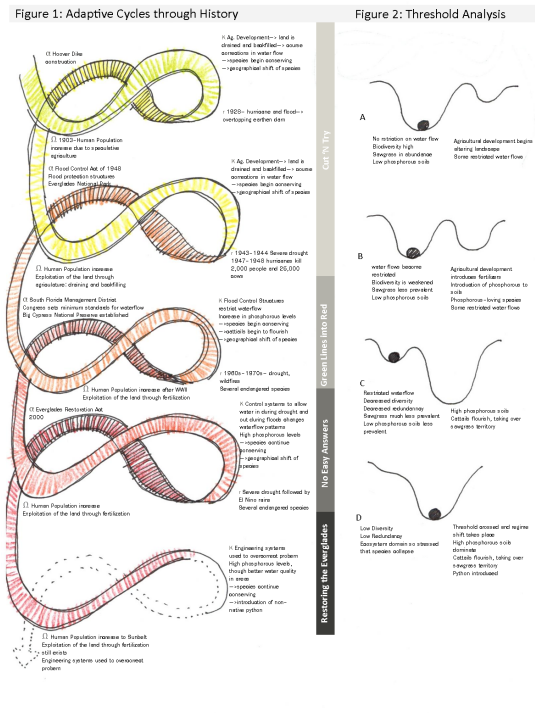 Figure 1: Adaptive Cycles through History
Figure 2: Threshold Analysis
α Hoover Dike
construction
K Ag. Development—> land is
drained and backfilled—> course
corrections in water flow
—>species begin conserving
—>geographical shift of species
r 1928- hurricane and flood—>
overtopping earthen dam
Ω 1903-Human Population
increase due to speculative
agriculture
α Flood Control Act of 1948
Flood protection structures
Everglades National Park
K Ag. Development—> land is
drained and backfilled—> course
corrections in water flow
—>species begin conserving
—>geographical shift of species
r 1943-1944 Severe drought
1947-1948 hurricanes kill
2,000 people and 25,000
cows
Ω Human Population increase
Exploitation of the land through
agriculture: draining and backfilling
α South Florida Management District
Congress sets minimum standards for waterflow
Big Cypress National Preserve established
K Flood Control Structures
restrict waterflow
Increase in phosphorous levels
—>species begin conserving
—>cattails begin to flourish
—>geographical shift of species
r 1960s-1970s- drought,
wildfires
Several endangered species
Ω Human Population increase after WWII
Exploitation of the land through fertilization
α Everglades Restoration Act
2000
K Control systems to allow
water in during drought and
out during floods changes
waterflow patterns
High phosphorous levels
—>species continue
conserving
—>geographical shift of
species
r Severe drought followed by
El Nino rains
Several endangered species
Ω Human Population increase
Exploitation of the land through fertilization
K Engineering systems
used to overcorrect problem
High phosphorous levels,
though better water quality
in areas
—>species continue
conserving
—>introduction of non-
native python
Ω Human Population increase to Sunbelt
Exploitation of the land through fertilization
still exists
Engineering systems used to overcorrect
problem
Cut 'N Try
Green Lines into Red
No Easy Answers
Restoring the Everglades
A
No restriction on water flow
Biodiversity high
Sawgrass in abundance
Low phosphorous soils
Agricultural development begins
altering landscape
Some restricted water flows
B
water flows become
restricted
Biodiversity is weakened
Sawgrass less prevalent
Low phosphorous soils
Agricultural development
introduces fertilizers
Introduction of phosphorous to
soils
Phosphorous-loving species
Some restricted water flows
C
Restricted waterflow
Decreased diversity
Decreased redundancy
Sawgrass much less prevalent
Low phosphorous soils less
prevalent
High phosphorous soils
Cattails flourish, taking over
sawgrass territory
D
Low Diversity
Low Redundancy
Ecosystem domain so stressed
that species collapse
Threshold crossed and regime
shift takes place
High phosphorous soils
dominate
Cattails flourish, taking over
sawgrass territory
Python introduced